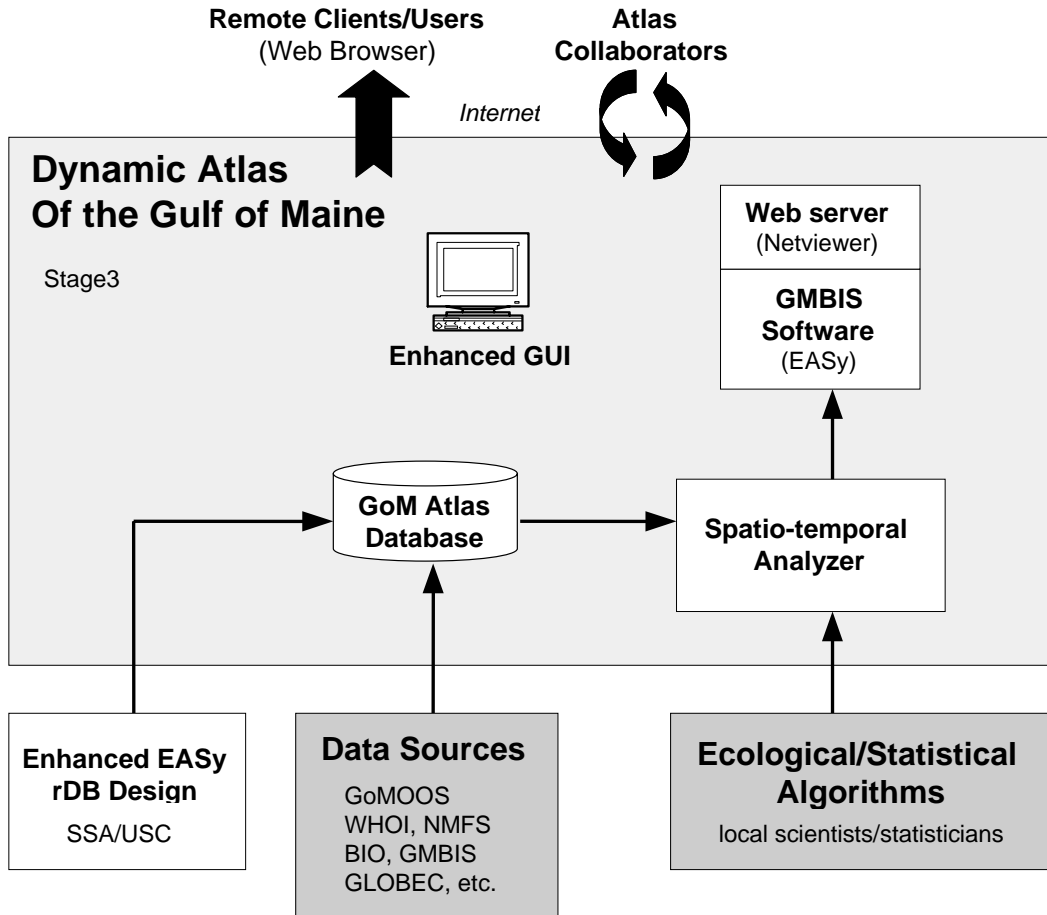 Remote Clients/Users
(Web Browser)
Atlas
Collaborators
Internet
Dynamic Atlas
Of the Gulf of Maine
Stage3
Web server
(Netviewer)
GMBIS
Software
(EASy)
Enhanced GUI
GoM Atlas
Database
Spatio-temporal
Analyzer
Enhanced EASy
rDB Design
SSA/USC
Data Sources
GoMOOS
WHOI, NMFS
BIO, GMBIS
GLOBEC, etc.
Ecological/Statistical
Algorithms
local scientists/statisticians